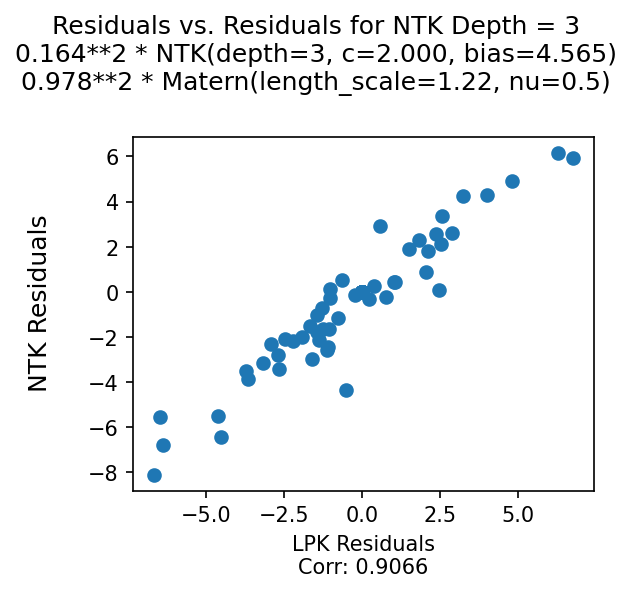 Residuals vs. Residuals for NTK Depth = 3
0.164**2 * NTK(depth=3, c=2.000, bias=4.565)
0.978**2 * Matern(length_scale=1.22, nu=0.5)
6
4
2
0
−2
−4
−6
−8
NTK Residuals
−5.0 −2.5 0.0 2.5 5.0
LPK Residuals
Corr: 0.9066